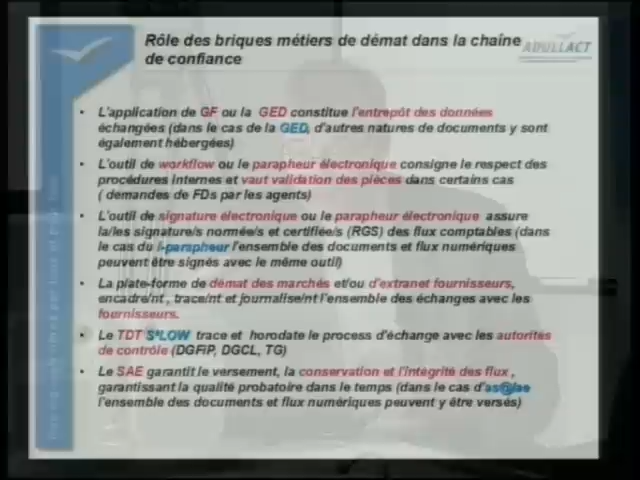 Rôle des briques métiers de démat dans la chaîne
de confiance
ADULLACT
• L'application de GF ou la GED constitue l'entrepôt des données
échangées (dans le cas de la GED, d'autres natures de documents y sont
également hébergées)
• L'outil de workflow ou le parapheur électronique consigne le respect des
procédures internes et vaut validation des pièces dans certains cas
( demandes de FDs par les agents)
• L'outil de signature électronique ou le parapheur électronique assure
la/les signature/s normée/s et certifiée/s (RGS) des flux comptables (dans
le cas du i-parapheur l'ensemble des documents et flux numériques
peuvent être signés avec le même outil)
• La plate-forme de démat des marchés et/ou d'extranet fournisseurs,
encadre/nt , trace/nt et journalise/nt l'ensemble des échanges avec les
fournisseurs.
• Le TDT S²LOW trace et horodate le process d'échange avec les autorités
de contrôle (DGFiP, DGCL, TG)
• Le SAE garantit le versement, la conservation et l'intégrité des flux ,
garantissant la qualité probatoire dans le temps (dans le cas d'as@lae
l'ensemble des documents et flux numériques peuvent y être versés)